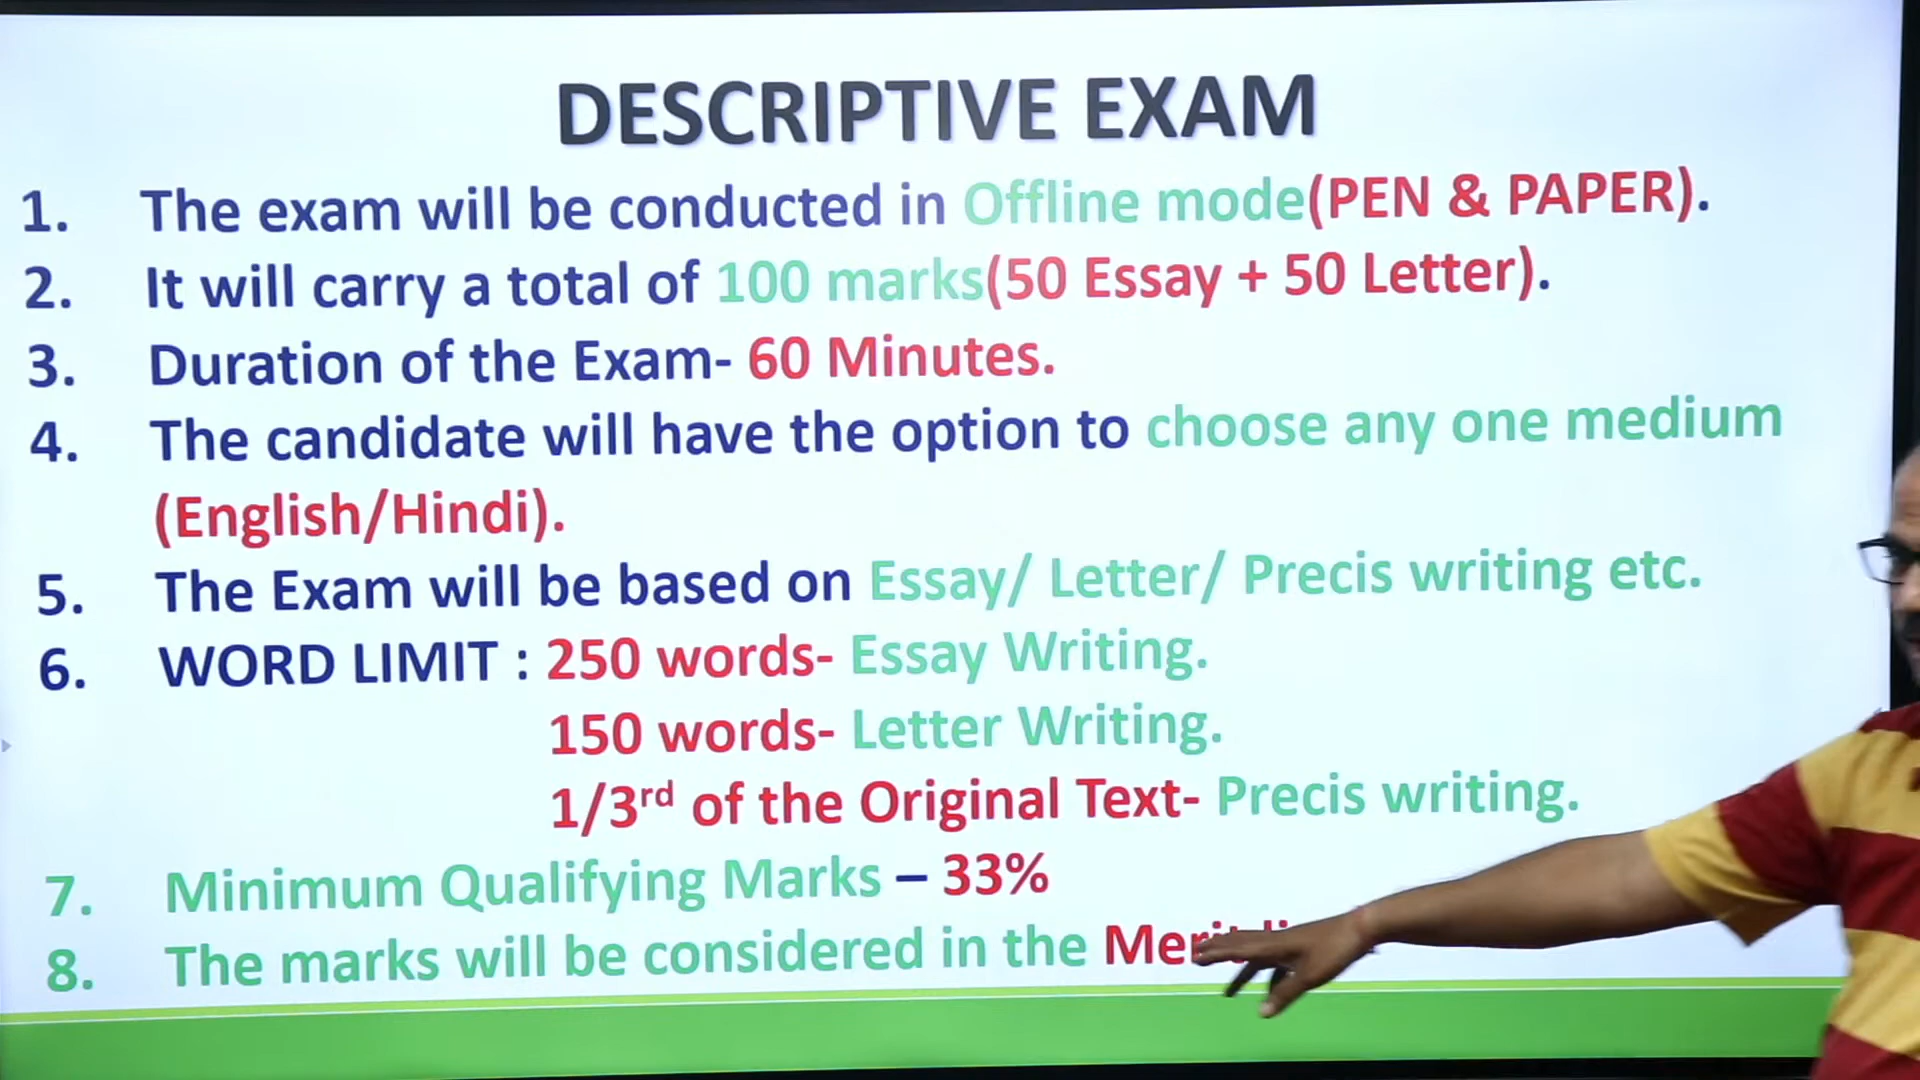 DESCRIPTIVE EXAM
1. The exam will be conducted in Offline mode(PEN & PAPER).
2. It will carry a total of 100 marks(50 Essay + 50 Letter).
3. Duration of the Exam- 60 Minutes.
4. The candidate will have the option to choose any one medium
(English/Hindi).
5. The Exam will be based on Essay/ Letter/ Precis writing etc.
6. WORD LIMIT : 250 words- Essay Writing.
150 words- Letter Writing.
1/3rd of the Original Text- Precis writing.
7. Minimum Qualifying Marks – 33%
8. The marks will be considered in the Merit